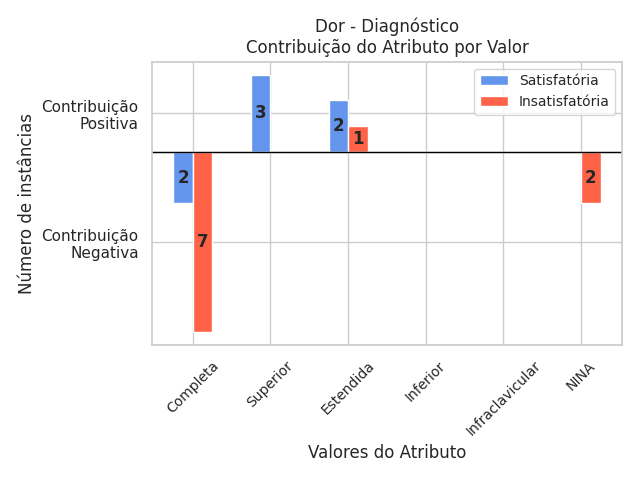 Dor - Diagnóstico
Contribuição do Atributo por Valor
Satisfatória
Insatisfatória
Contribuição
Positiva
Contribuição
Negativa
Número de instâncias
3
2
1
2
7
2
Completa
Superior
Estendida
Inferior
Infraclavicular
NINA
Valores do Atributo